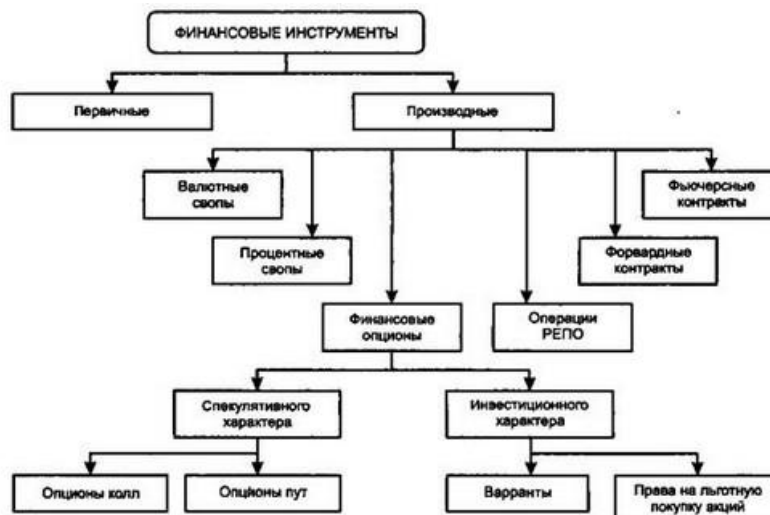 ФИНАНСОВЫЕ ИНСТРУМЕНТЫ
Первичные
Производные
Валютные
свопы
Фьючерсные
контракты
Процентные
свопы
Форвардные
контракты
Финансовые
опционы
Операции
РЕПО
Спекулятивного
характера
Инвестиционного
характера
Опционы колл
Опционы пут
Варранты
Права на льготную
покупку акций